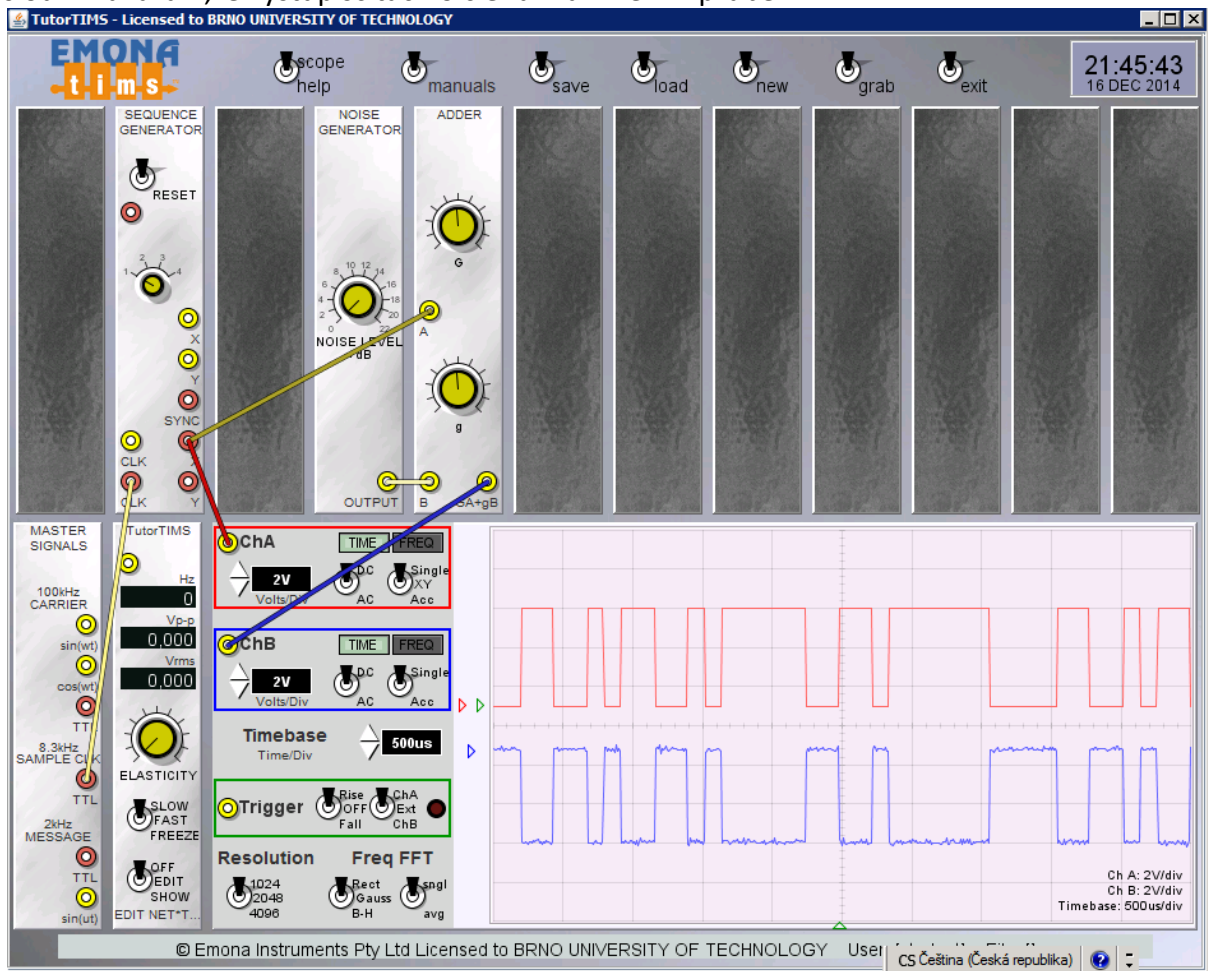 TutorTIMS - Licensed to BRNO UNIVERSITY OF TECHNOLOGY
EMONA
t i m s
scope
help
manuals
save
load
new
grab
exit
21:45:43
16 DEC 2014
SEQUENCE
GENERATOR
RESET
1 2 3 4
X
Y
SYNC
CLK
X
CLK
Y
NOISE
GENERATOR
0 2 4 6 8 10 12 14 16 18 20 22
NOISE LEVEL
dB
OUTPUT
ADDER
G
A
g
B
GA+gB
MASTER
SIGNALS
100kHz
CARRIER
sin(wt)
cos(wt)
TTL
8.3kHz
SAMPLE CLK
TTL
2kHz
MESSAGE
TTL
sin(ut)
TutorTIMS
Hz
0
Vp-p
0,000
Vrms
0,000
ELASTICITY
SLOW
FAST
FREEZE
OFF
EDIT
SHOW
EDIT NET*T...
ChA
TIME FREQ
2V
Volts/Div
DC
AC
Single
XY
Acc
ChB
TIME FREQ
2V
Volts/Div
DC
AC
Single
Acc
Timebase
Time/Div
500us
Trigger
Rise
OFF
Fall
ChA
Ext
ChB
Resolution
1024
2048
4096
Freq FFT
Rect
Gauss
B-H
sngl
avg
Ch A: 2V/div
Ch B: 2V/div
Timebase: 500us/div
© Emona Instruments Pty Ltd Licensed to BRNO UNIVERSITY OF TECHNOLOGY
CS Čeština (Česká republika)